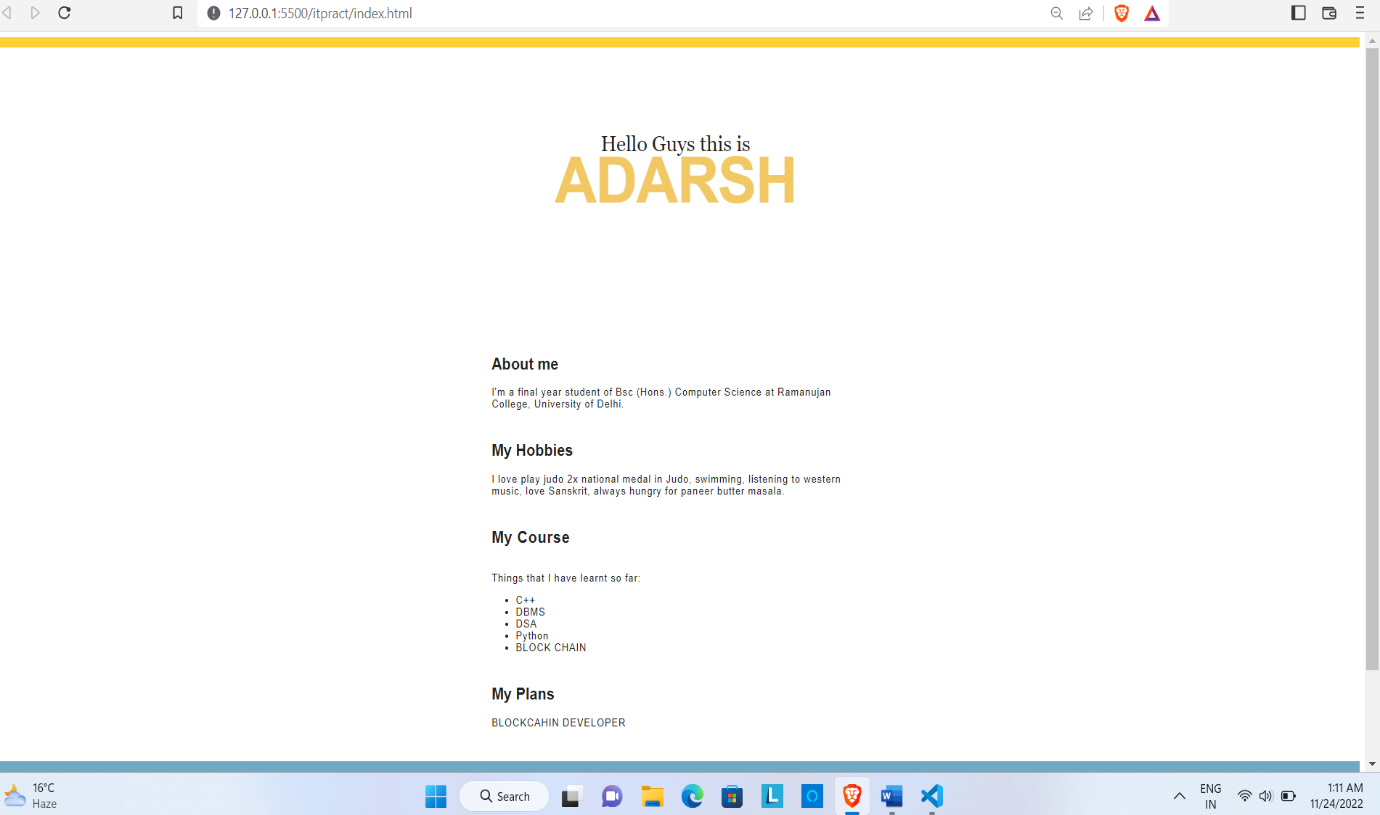 127.0.0.1:5500/itpract/index.html
Hello Guys this is
ADARSH
About me
I'm a final year student of Bsc (Hons.) Computer Science at Ramanujan
College, University of Delhi.
My Hobbies
I love play judo 2x national medal in Judo, swimming, listening to western
music, love Sanskrit, always hungry for paneer butter masala.
My Course
Things that I have learnt so far:
• C++
• DBMS
• DSA
• Python
• BLOCK CHAIN
My Plans
BLOCKCAHIN DEVELOPER
16°C
Haze
Search
ENG
IN
1:11 AM
11/24/2022